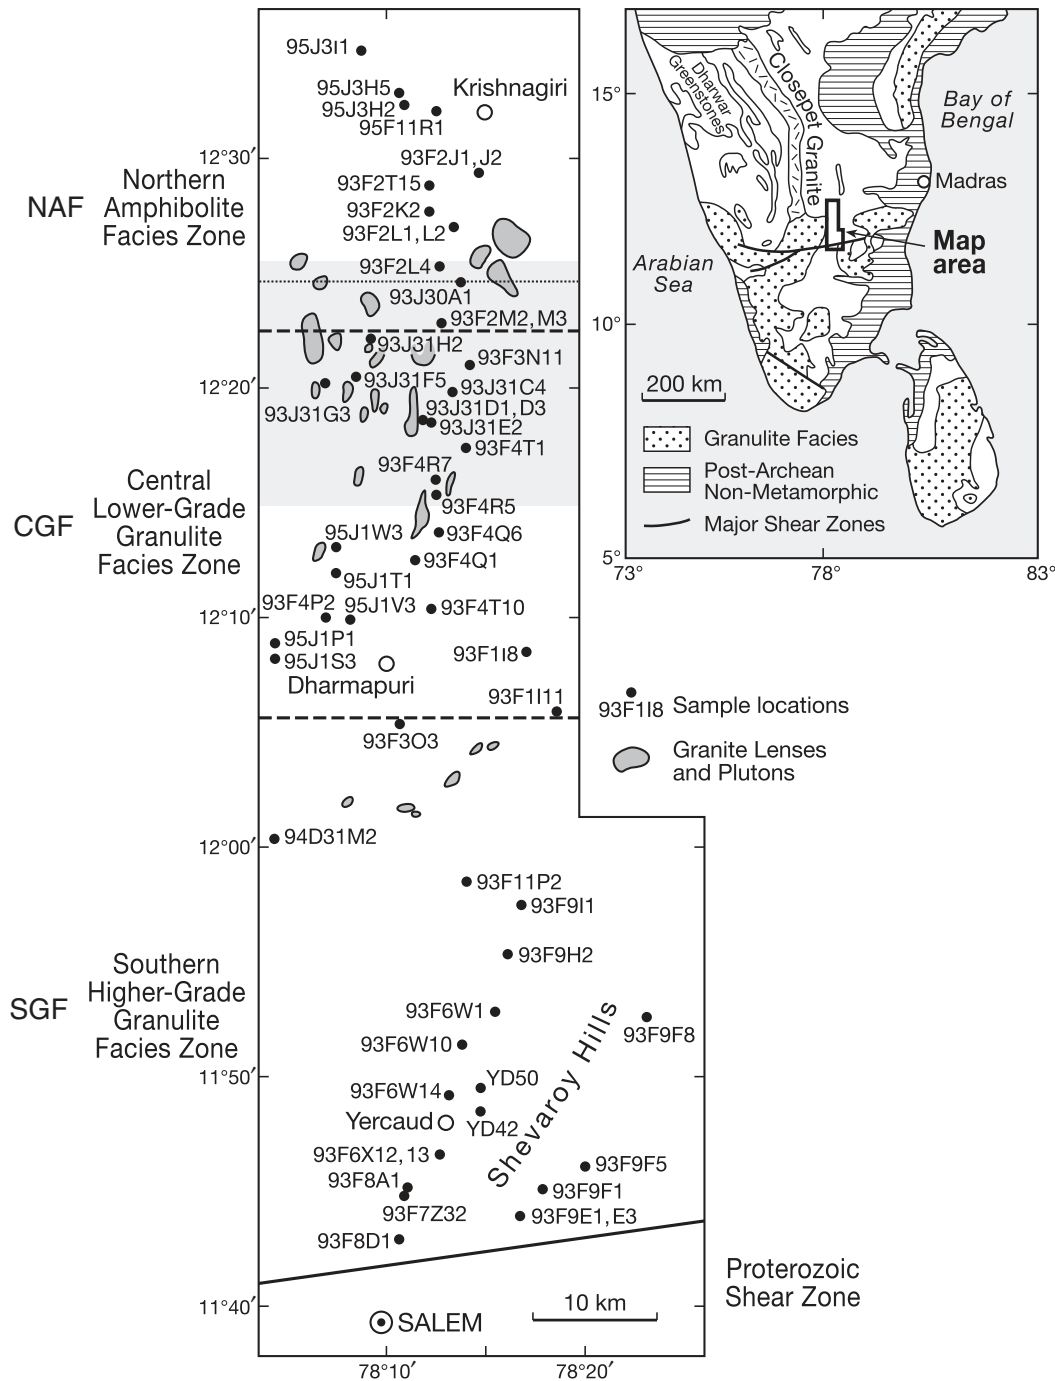 95J3I1
95J3H5
95J3H2
95F11R1
Krishnagiri
12°30′
93F2J1, J2
NAF
Northern
Amphibolite
Facies Zone
93F2T15
93F2K2
93F2L1, L2
93F2L4
93J30A1
93F2M2, M3
93J31H2
93F3N11
12°20′
93J31F5
93J31C4
93J31G3
93J31D1, D3
93J31E2
93F4T1
93F4R7
93F4R5
CGF
Central
Lower-Grade
Granulite
Facies Zone
95J1W3
93F4Q6
93F4Q1
95J1T1
93F4P2
95J1V3
93F4T10
12°10′
95J1P1
95J1S3
93F1I8
Dharmapuri
93F1I11
93F3O3
94D31M2
12°00′
93F11P2
93F9I1
93F9H2
SGF
Southern
Higher-Grade
Granulite
Facies Zone
93F6W1
93F9F8
93F6W10
Shevaroy Hills
11°50′
YD50
93F6W14
Yercaud
YD42
93F6X12, 13
93F9F5
93F8A1
93F9F1
93F7Z32
93F9E1, E3
93F8D1
Proterozoic
Shear Zone
11°40′
10 km
SALEM
78°10′
78°20′
15°
Dharwar
Greenstones
Closepet Granite
Bay of
Bengal
Madras
Map
area
Arabian
Sea
10°
200 km
Granulite Facies
Post-Archean
Non-Metamorphic
Major Shear Zones
5°
73°
78°
83°
93F1I8
Sample locations
Granite Lenses
and Plutons